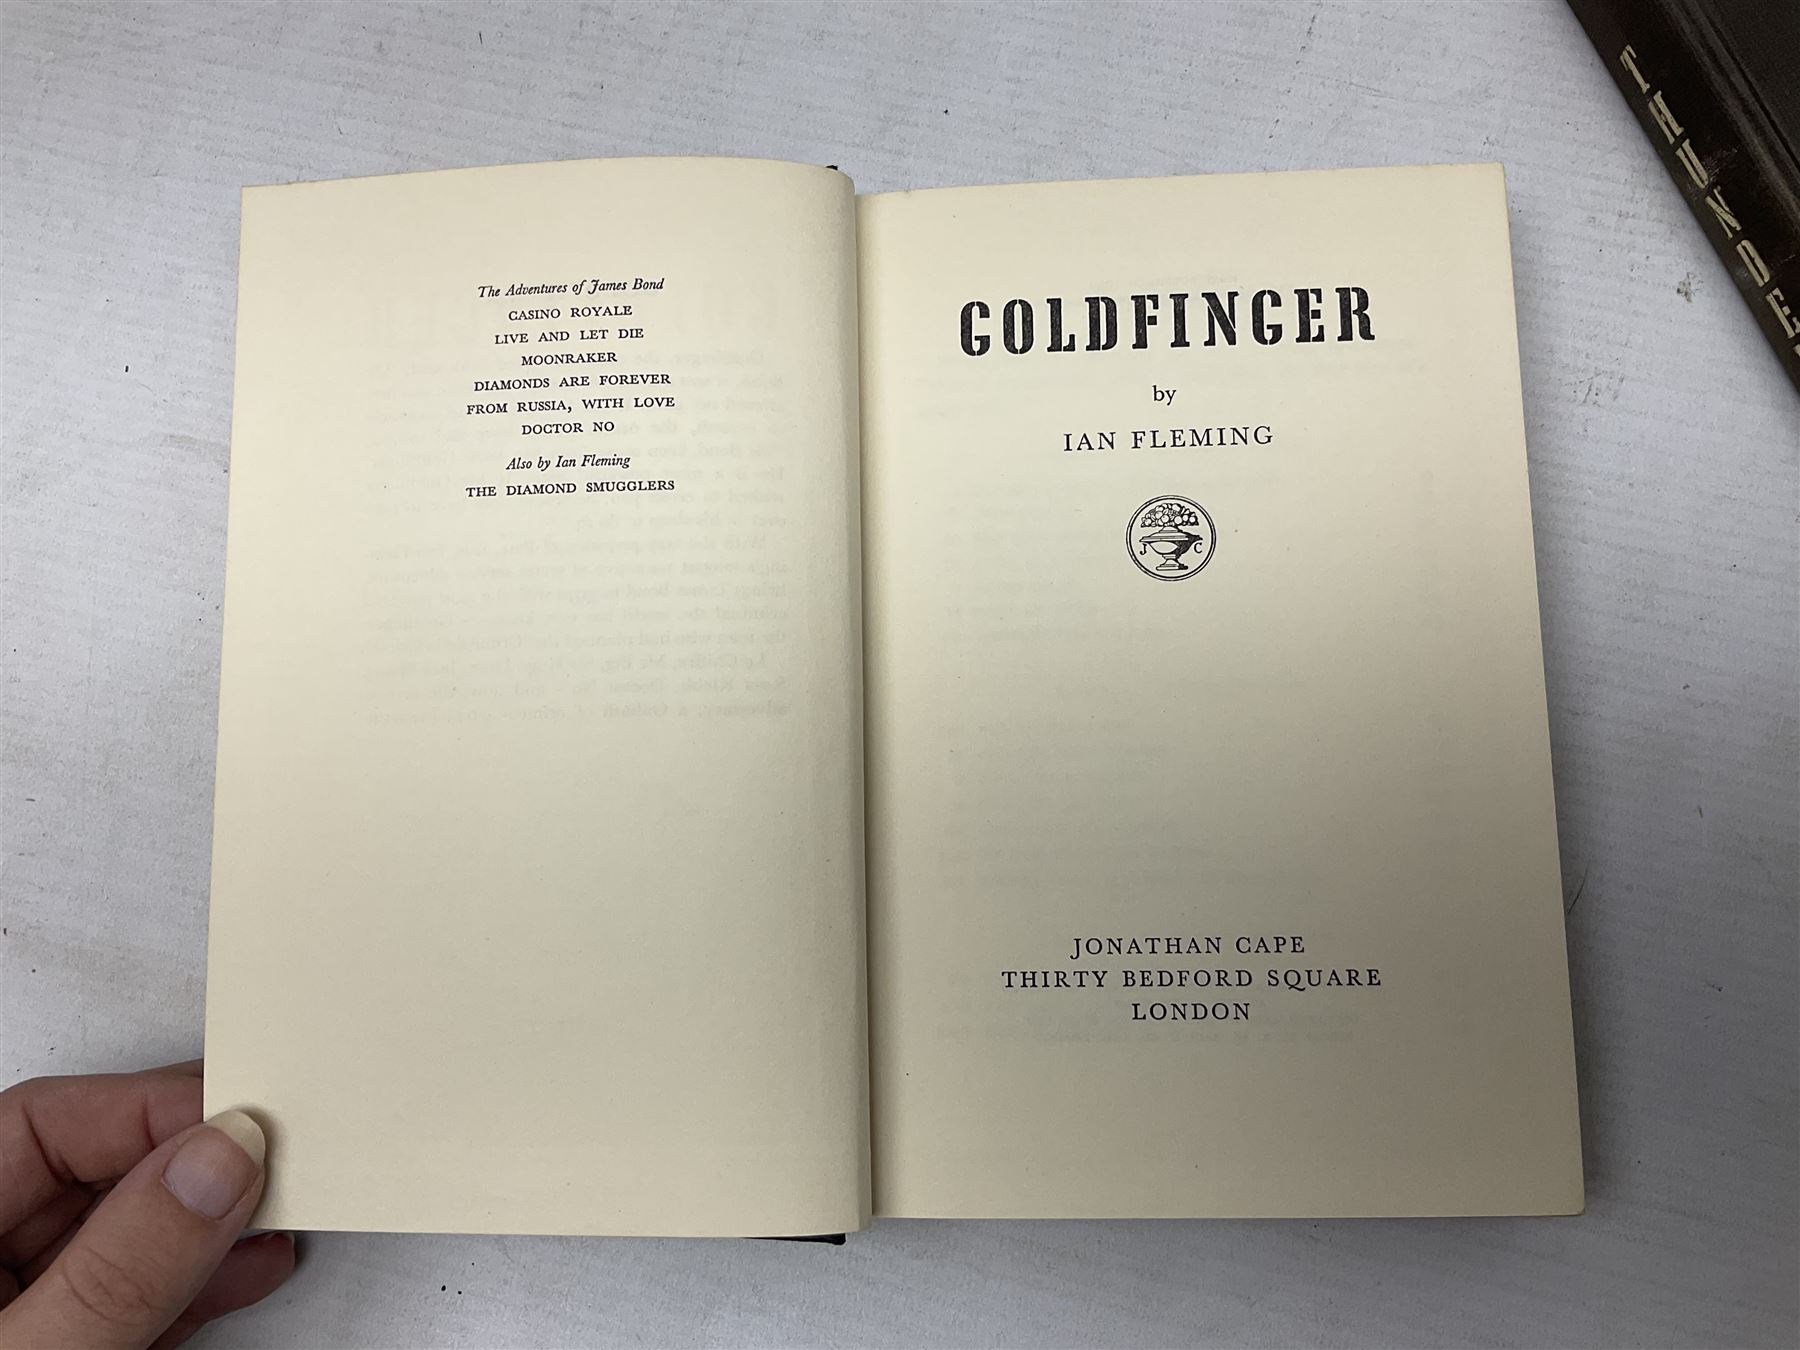 The Adventures of James Bond
CASINO ROYALE
LIVE AND LET DIE
MOONRAKER
DIAMONDS ARE FOREVER
FROM RUSSIA, WITH LOVE
DOCTOR NO
Also by Ian Fleming
THE DIAMOND SMUGGLERS
GOLDFINGER
by
IAN FLEMING
J C
JONATHAN CAPE
THIRTY BEDFORD SQUARE
LONDON
THUNDE